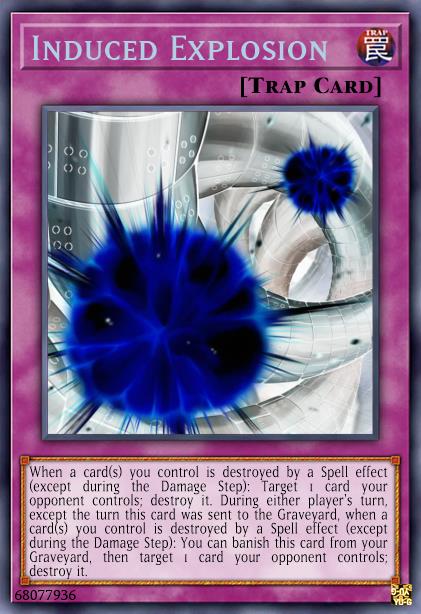 INDUCED EXPLOSION
TRAP
罠
[TRAP CARD]
When a card(s) you control is destroyed by a Spell effect
(except during the Damage Step): Target 1 card your
opponent controls; destroy it. During either player's turn,
except the turn this card was sent to the Graveyard, when a
card(s) you control is destroyed by a Spell effect (except
during the Damage Step): You can banish this card from your
Graveyard, then target 1 card your opponent controls;
destroy it.
68077936